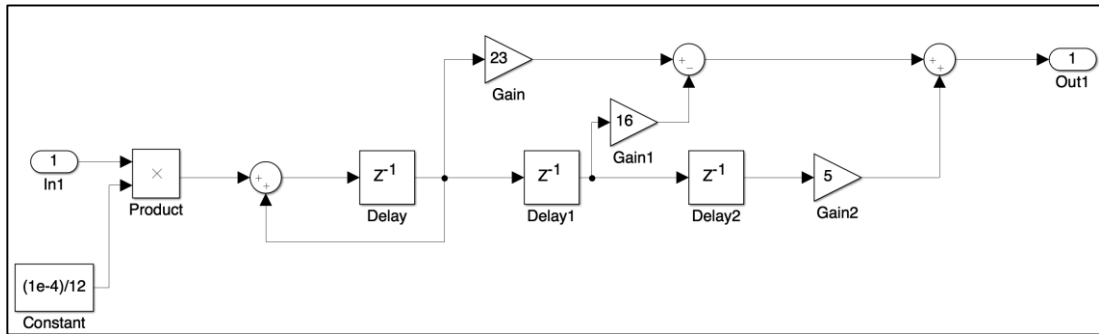 23
Gain
+
−
+
+
1
Out1
16
Gain1
1
In1
×
Product
+
+
z-1
Delay
z-1
Delay1
z-1
Delay2
5
Gain2
(1e-4)/12
Constant